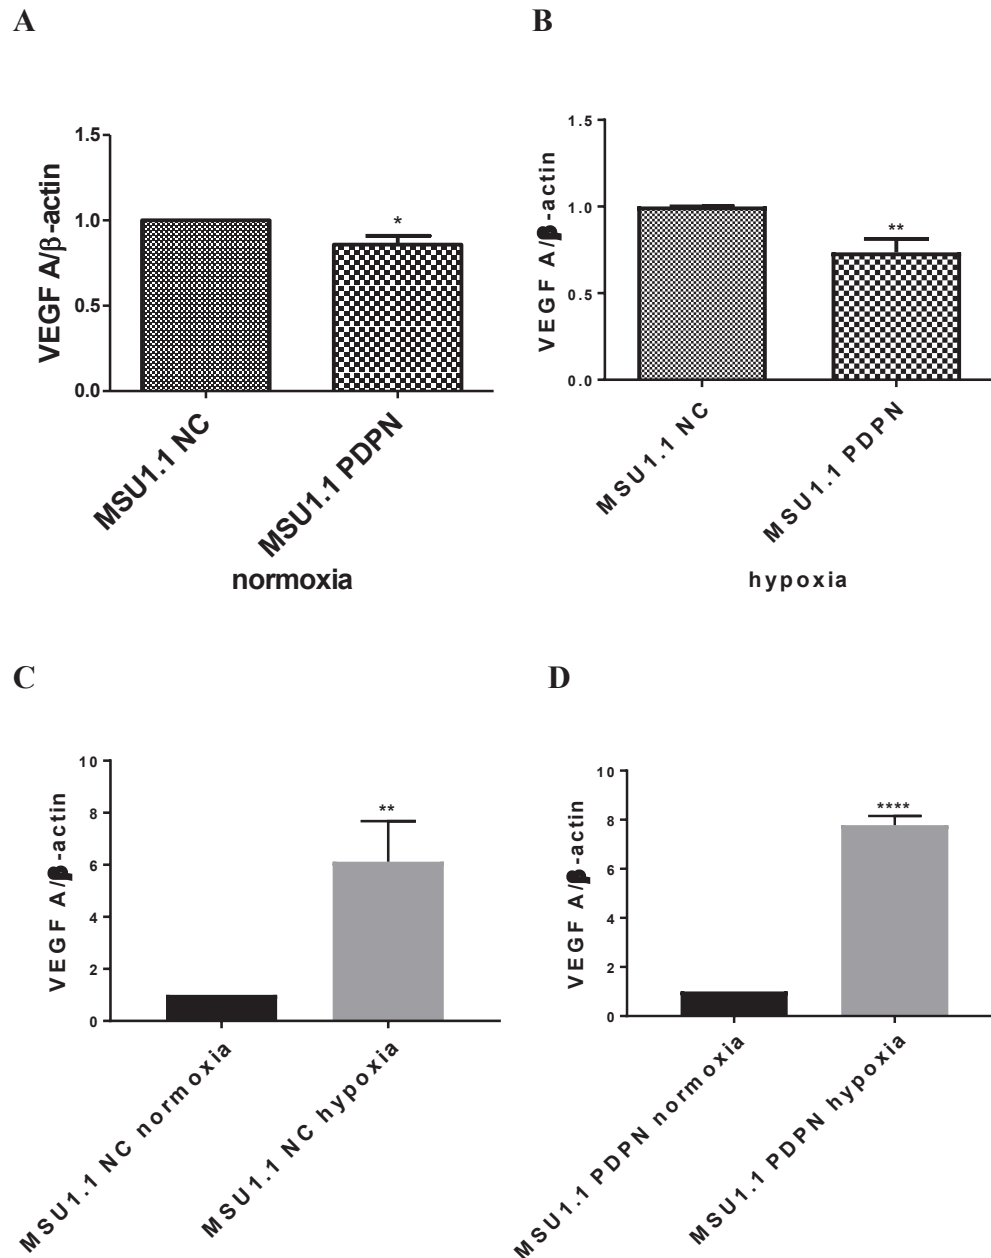 A
VEGF A/β-actin
1.5
1.0
0.5
0.0
*
MSU1.1 NC
MSU1.1 PDPN
normoxia
B
VEGF A/β-actin
1.5
1.0
0.5
0.0
**
MSU1.1 NC
MSU1.1 PDPN
hypoxia
C
VEGF A/β-actin
10
8
6
4
2
0
**
MSU1.1 NC normoxia
MSU1.1 NC hypoxia
D
VEGF A/β-actin
10
8
6
4
2
0
****
MSU1.1 PDPN normoxia
MSU1.1 PDPN hypoxia